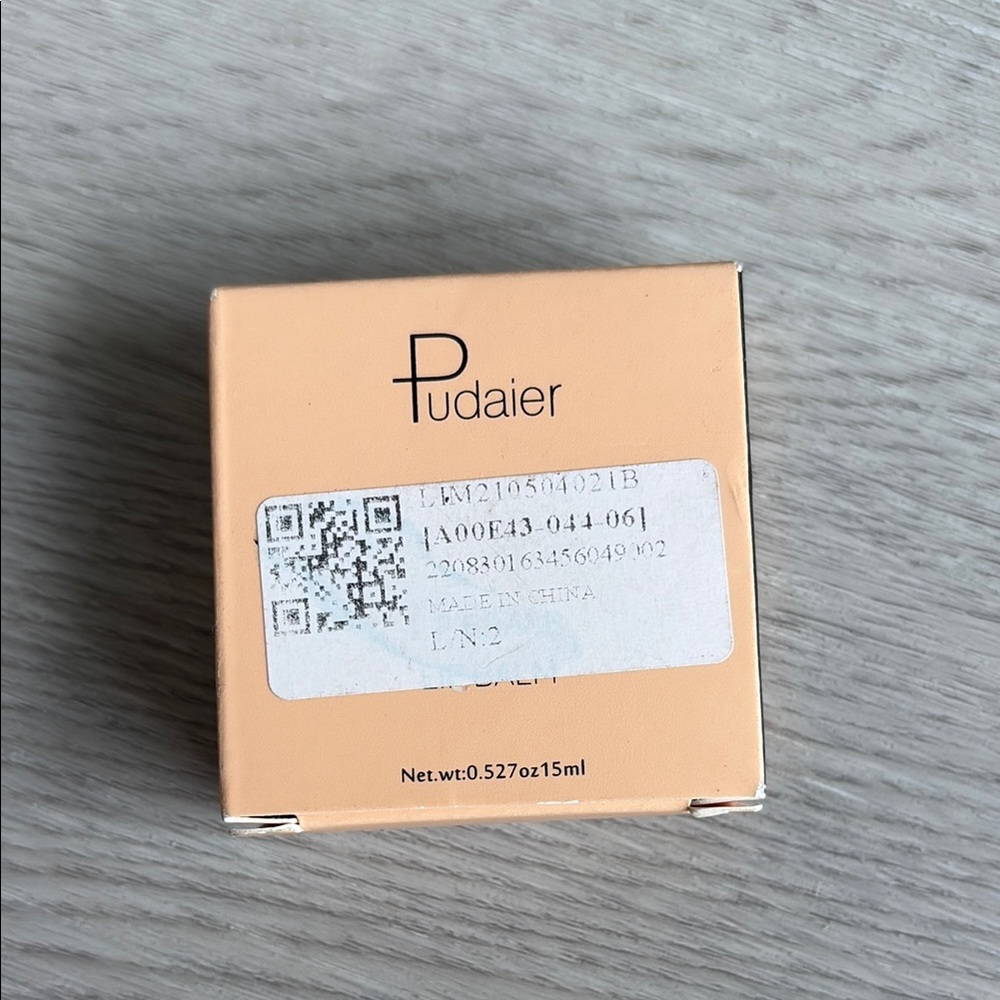 Pudaier
LIM210504021B
[A00E43-044-06]
MADE IN CHINA
L/N:2
Net.wt:0.527oz15ml